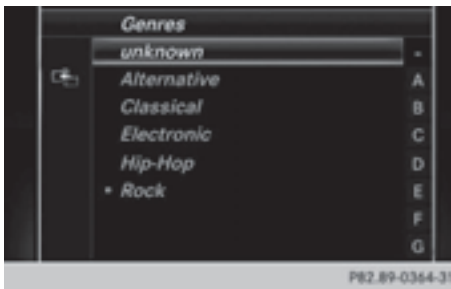 Genres
unknown -
Alternative A
Classical B
Electronic C
Hip-Hop D
• Rock E
F
G
P82.89-0364-31